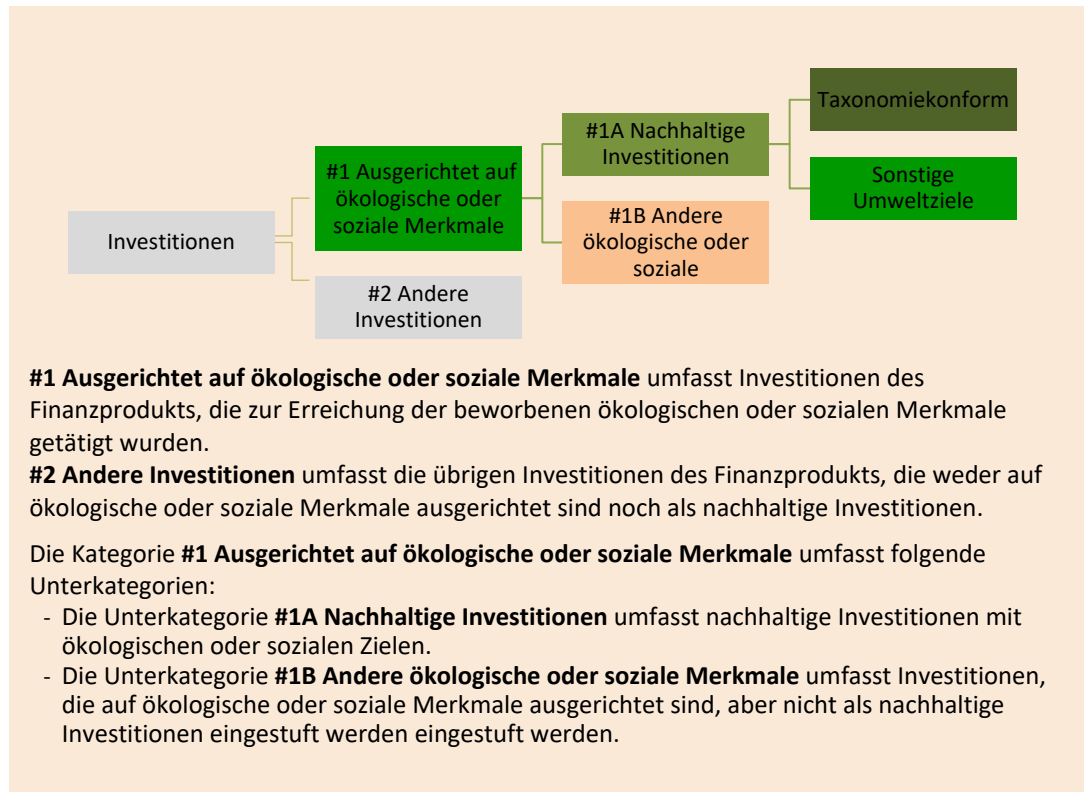 Investitionen
#1 Ausgerichtet auf
ökologische oder
soziale Merkmale
#2 Andere
Investitionen
#1A Nachhaltige
Investitionen
#1B Andere
ökologische oder
soziale
Taxonomiekonform
Sonstige
Umweltziele
#1 Ausgerichtet auf ökologische oder soziale Merkmale umfasst Investitionen des
Finanzprodukts, die zur Erreichung der beworbenen ökologischen oder sozialen Merkmale
getätigt wurden.
#2 Andere Investitionen umfasst die übrigen Investitionen des Finanzprodukts, die weder auf
ökologische oder soziale Merkmale ausgerichtet sind noch als nachhaltige Investitionen.
Die Kategorie #1 Ausgerichtet auf ökologische oder soziale Merkmale umfasst folgende
Unterkategorien:
- Die Unterkategorie #1A Nachhaltige Investitionen umfasst nachhaltige Investitionen mit
ökologischen oder sozialen Zielen.
- Die Unterkategorie #1B Andere ökologische oder soziale Merkmale umfasst Investitionen,
die auf ökologische oder soziale Merkmale ausgerichtet sind, aber nicht als nachhaltige
Investitionen eingestuft werden eingestuft werden.